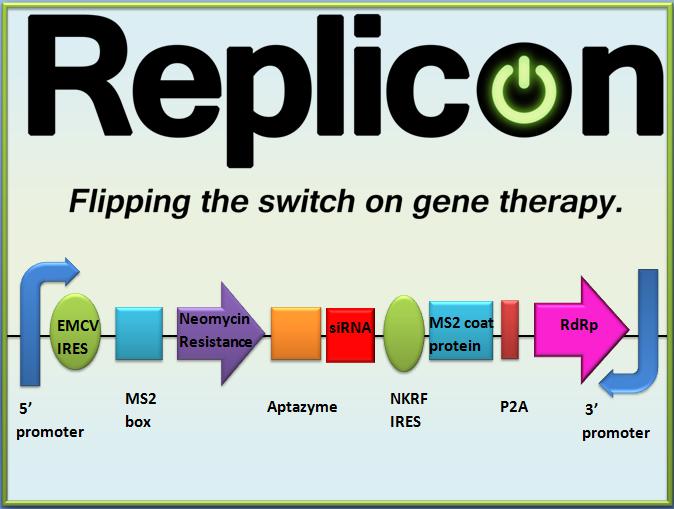 Replicon
Flipping the switch on gene therapy.
EMCV
IRES
Neomycin
Resistance
siRNA
MS2 coat
protein
RdRp
5’
promoter
MS2
box
Aptazyme
NKRF
IRES
P2A
3’
promoter